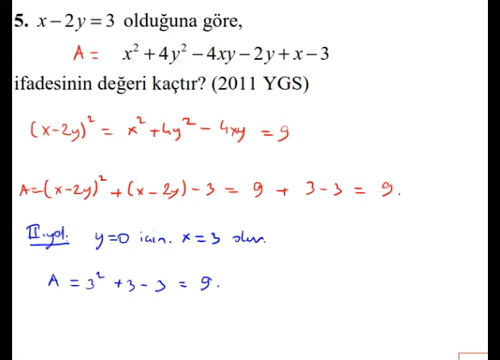 5. x − 2y = 3 olduğuna göre,
A = x² + 4y² − 4xy − 2y + x − 3
ifadesinin değeri kaçtır? (2011 YGS)
(x-2y)² = x² + 4y² - 4xy = 9
A = (x-2y)² + (x-2y) - 3 = 9 + 3 - 3 = 9.
II. yol. y=0 için. x=3 olur.
A = 3² + 3 - 3 = 9.